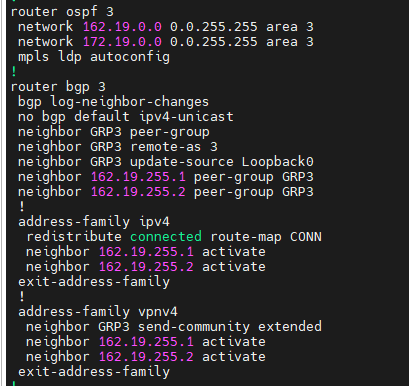 router ospf 3
network 162.19.0.0 0.0.255.255 area 3
network 172.19.0.0 0.0.255.255 area 3
mpls ldp autoconfig
!
router bgp 3
bgp log-neighbor-changes
no bgp default ipv4-unicast
neighbor GRP3 peer-group
neighbor GRP3 remote-as 3
neighbor GRP3 update-source Loopback0
neighbor 162.19.255.1 peer-group GRP3
neighbor 162.19.255.2 peer-group GRP3
!
address-family ipv4
redistribute connected route-map CONN
neighbor 162.19.255.1 activate
neighbor 162.19.255.2 activate
exit-address-family
!
address-family vpnv4
neighbor GRP3 send-community extended
neighbor 162.19.255.1 activate
neighbor 162.19.255.2 activate
exit-address-family